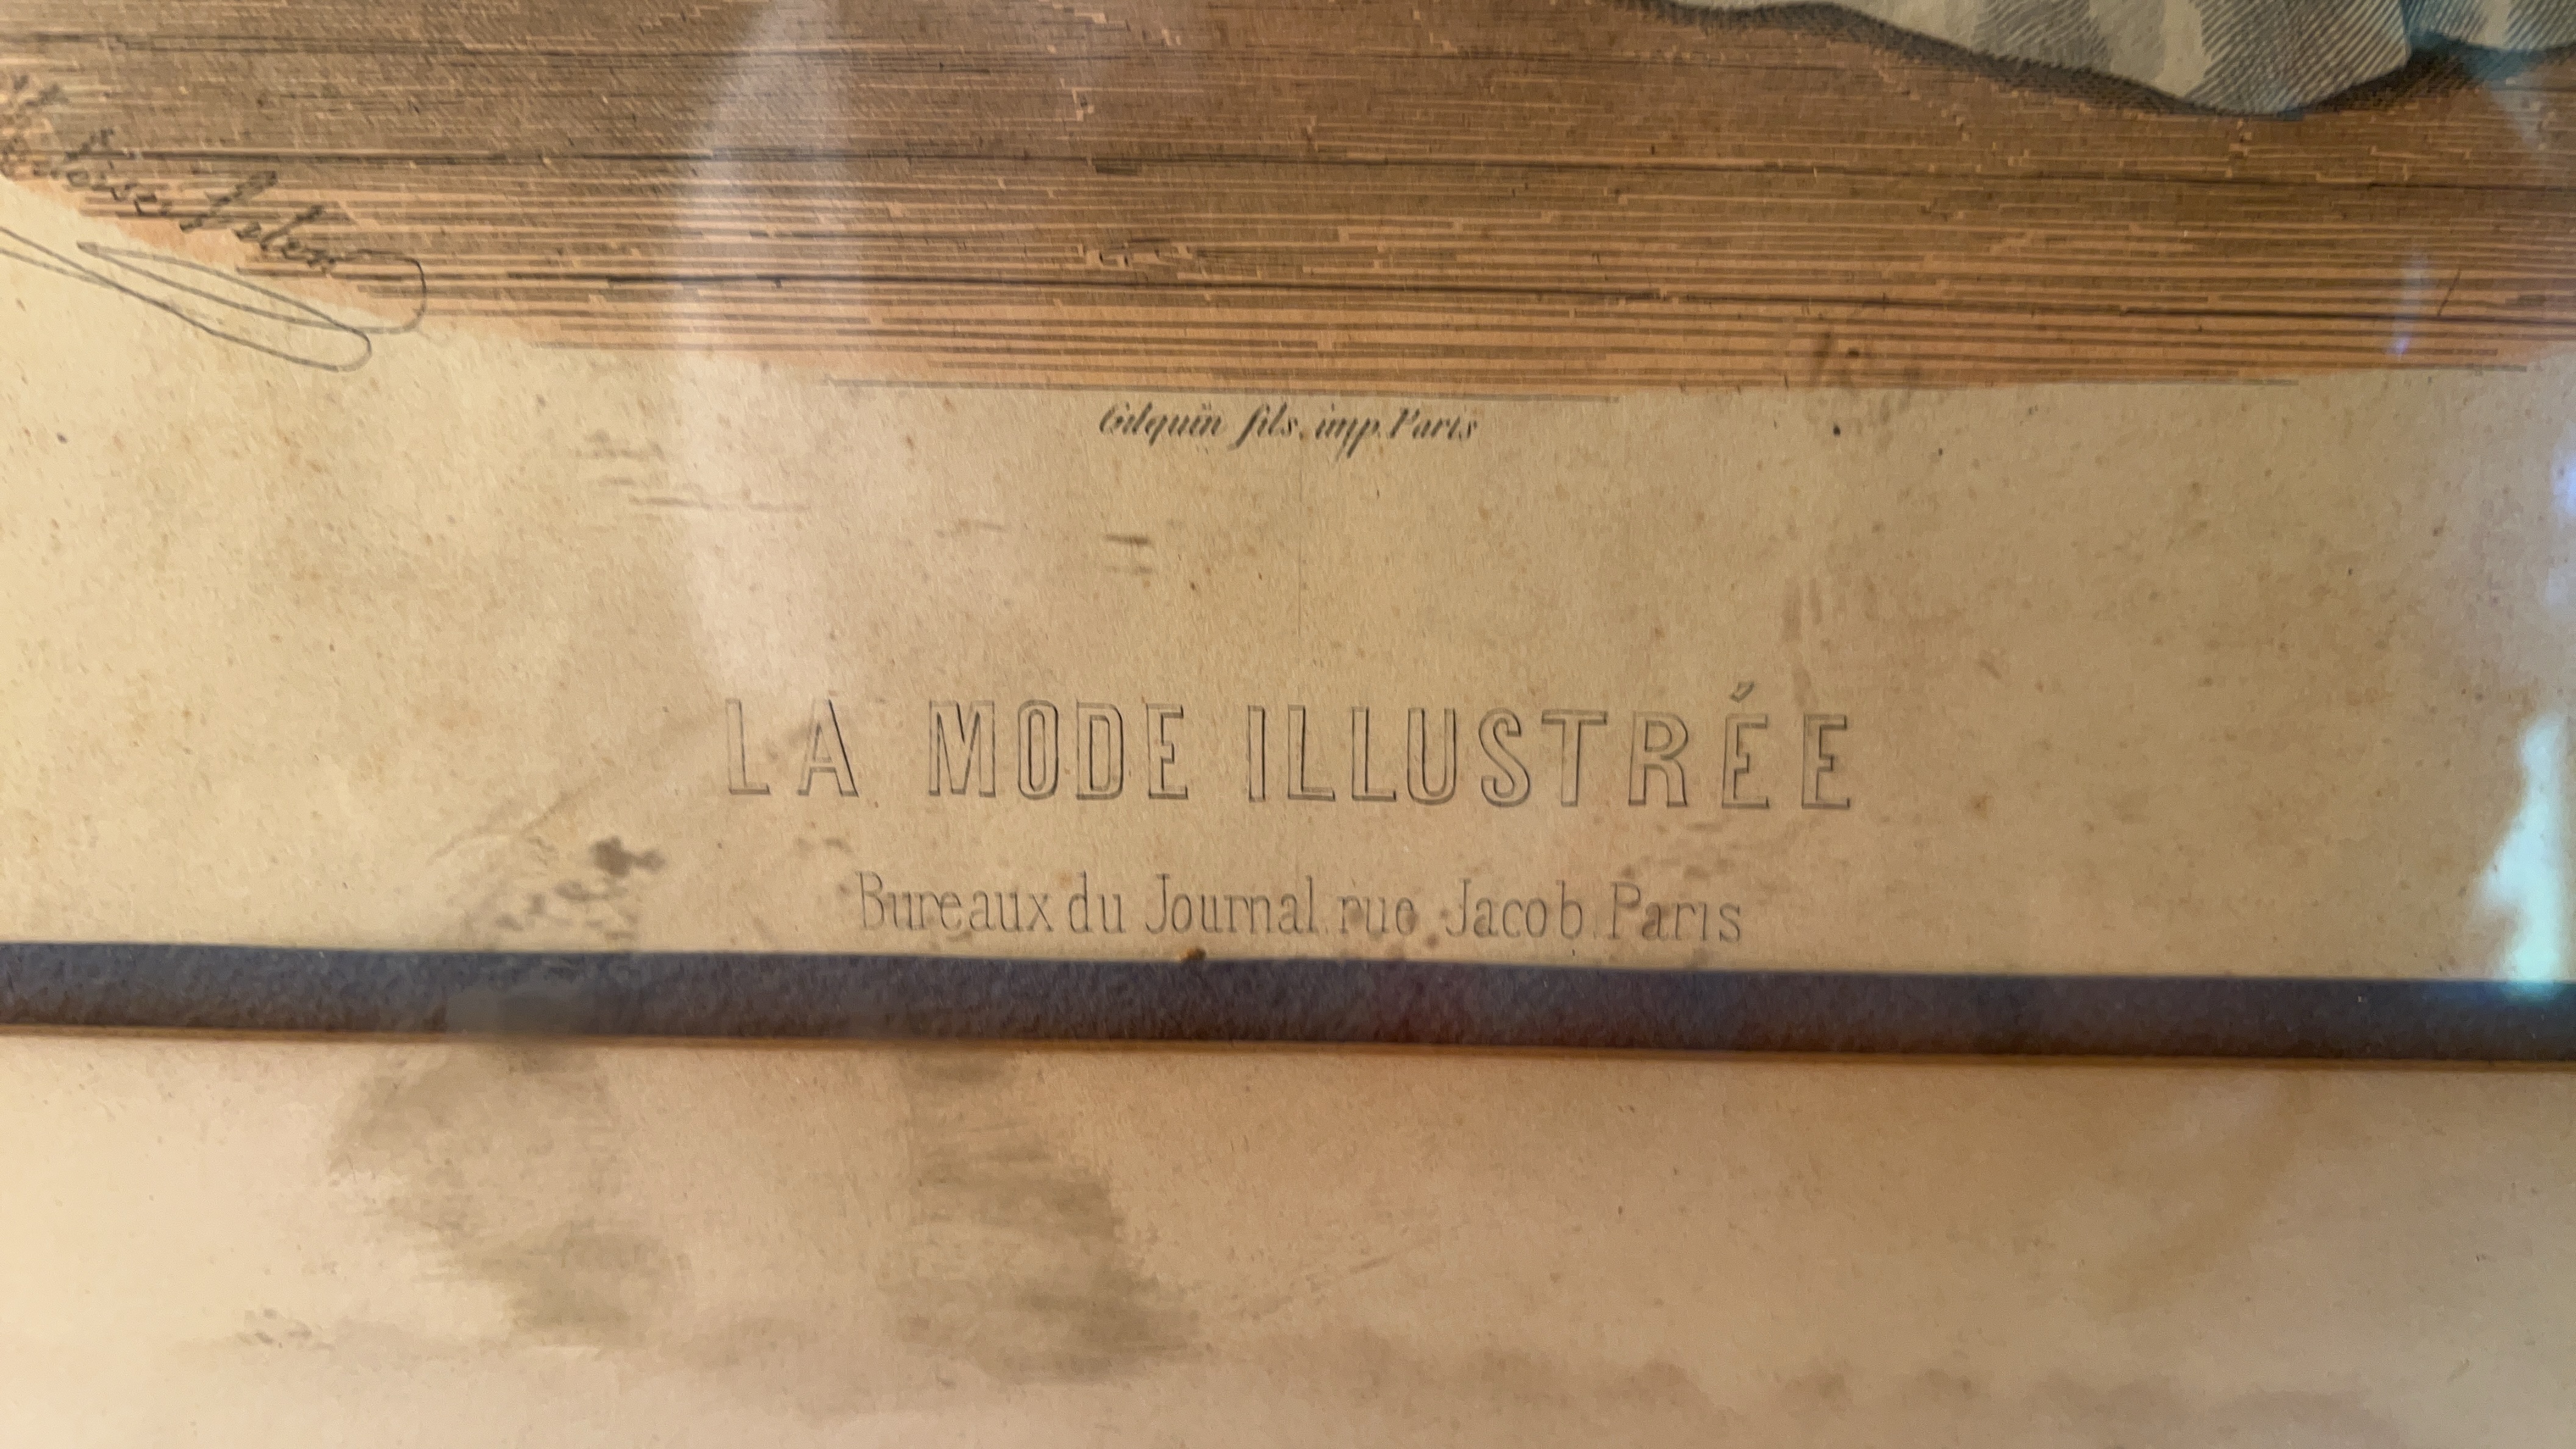 Gilquin fils, imp. Paris
LA MODE ILLUSTRÉE
Bureaux du Journal rue Jacob Paris